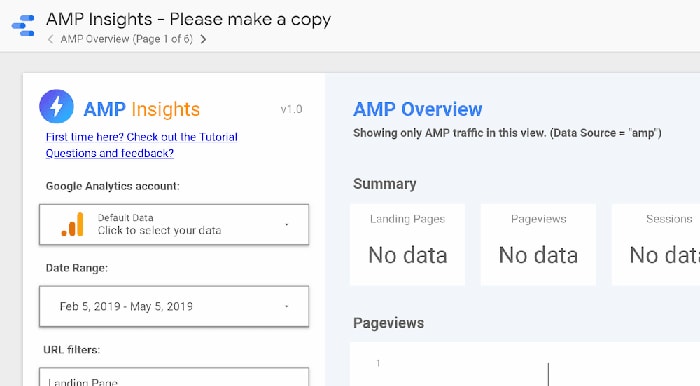 AMP Insights - Please make a copy
AMP Overview (Page 1 of 6)
AMP Insights
v1.0
First time here? Check out the Tutorial
Questions and feedback?
Google Analytics account:
Default Data
Click to select your data
Date Range:
Feb 5, 2019 - May 5, 2019
URL filters:
Landing Page
AMP Overview
Showing only AMP traffic in this view. (Data Source = "amp")
Summary
Landing Pages
No data
Pageviews
No data
Sessions
No dat
Pageviews
1